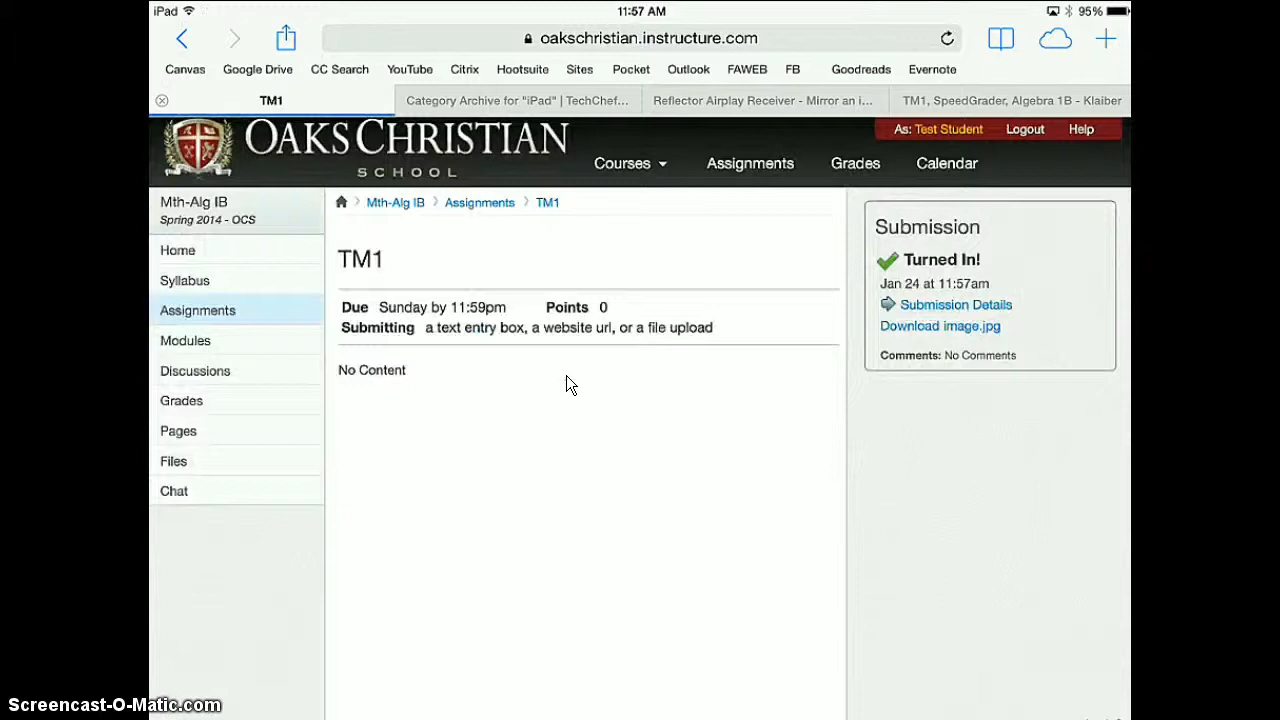 iPad 11:57 AM 95%
oakschristian.instructure.com
Canvas Google Drive CC Search YouTube Citrix Hootsuite Sites Pocket Outlook FAWEB FB Goodreads Evernote
TM1 Category Archive for "iPad" | TechChef... Reflector Airplay Receiver - Mirror an i... TM1, SpeedGrader, Algebra 1B - Klaiber
As: Test Student Logout Help
OAKS CHRISTIAN
SCHOOL
Courses Assignments Grades Calendar
Mth-Alg IB
Spring 2014 - OCS
Home
Syllabus
Assignments
Modules
Discussions
Grades
Pages
Files
Chat
Mth-Alg IB Assignments TM1
TM1
Due Sunday by 11:59pm Points 0
Submitting a text entry box, a website url, or a file upload
No Content
Submission
Turned In!
Jan 24 at 11:57am
Submission Details
Download image.jpg
Comments: No Comments
Screencast-O-Matic.com